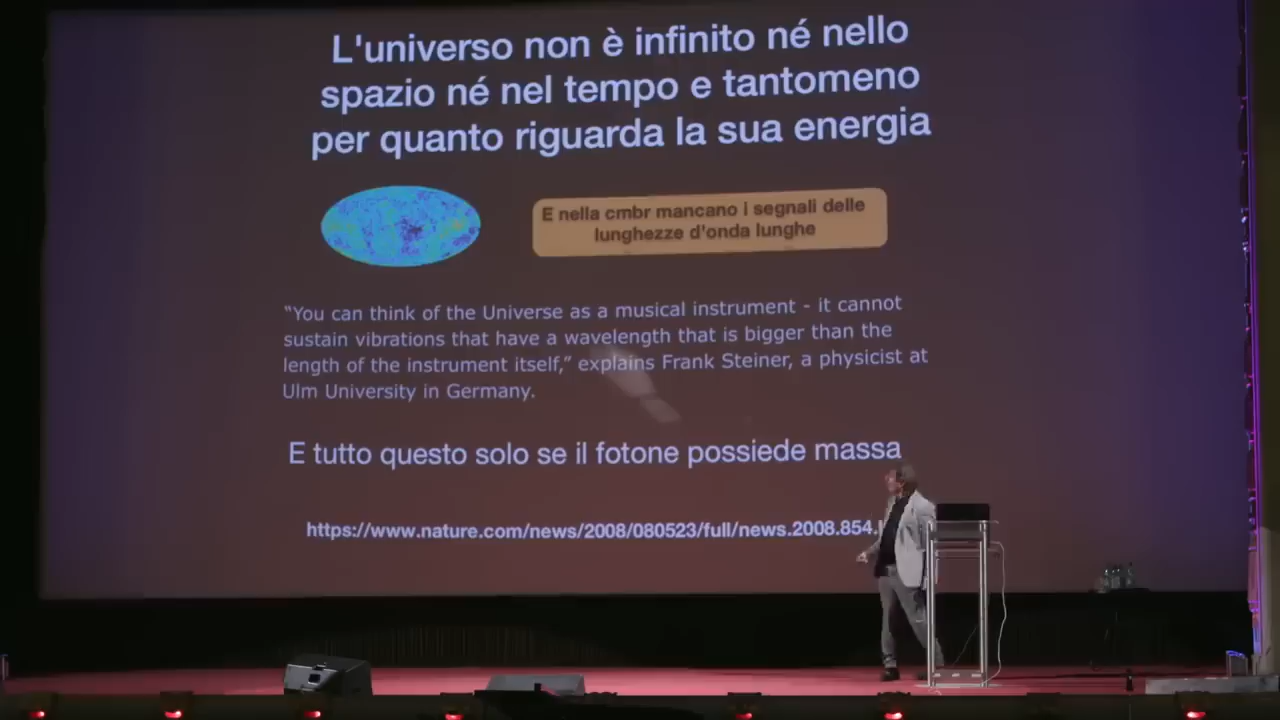 L'universo non è infinito né nello
spazio né nel tempo e tantomeno
per quanto riguarda la sua energia
E nella cmbr mancano i segnali delle
lunghezze d'onda lunghe
“You can think of the Universe as a musical instrument - it cannot
sustain vibrations that have a wavelength that is bigger than the
length of the instrument itself,” explains Frank Steiner, a physicist at
Ulm University in Germany.
E tutto questo solo se il fotone possiede massa
https://www.nature.com/news/2008/080523/full/news.2008.854.